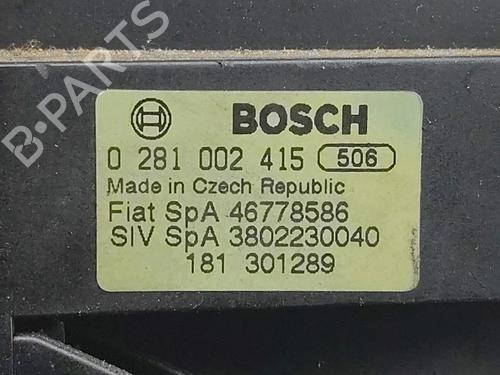 BOSCH
0 281 002 415 506
Made in Czech Republic
Fiat SpA 46778586
SIV SpA 3802230040
181 301289
B-PARTS